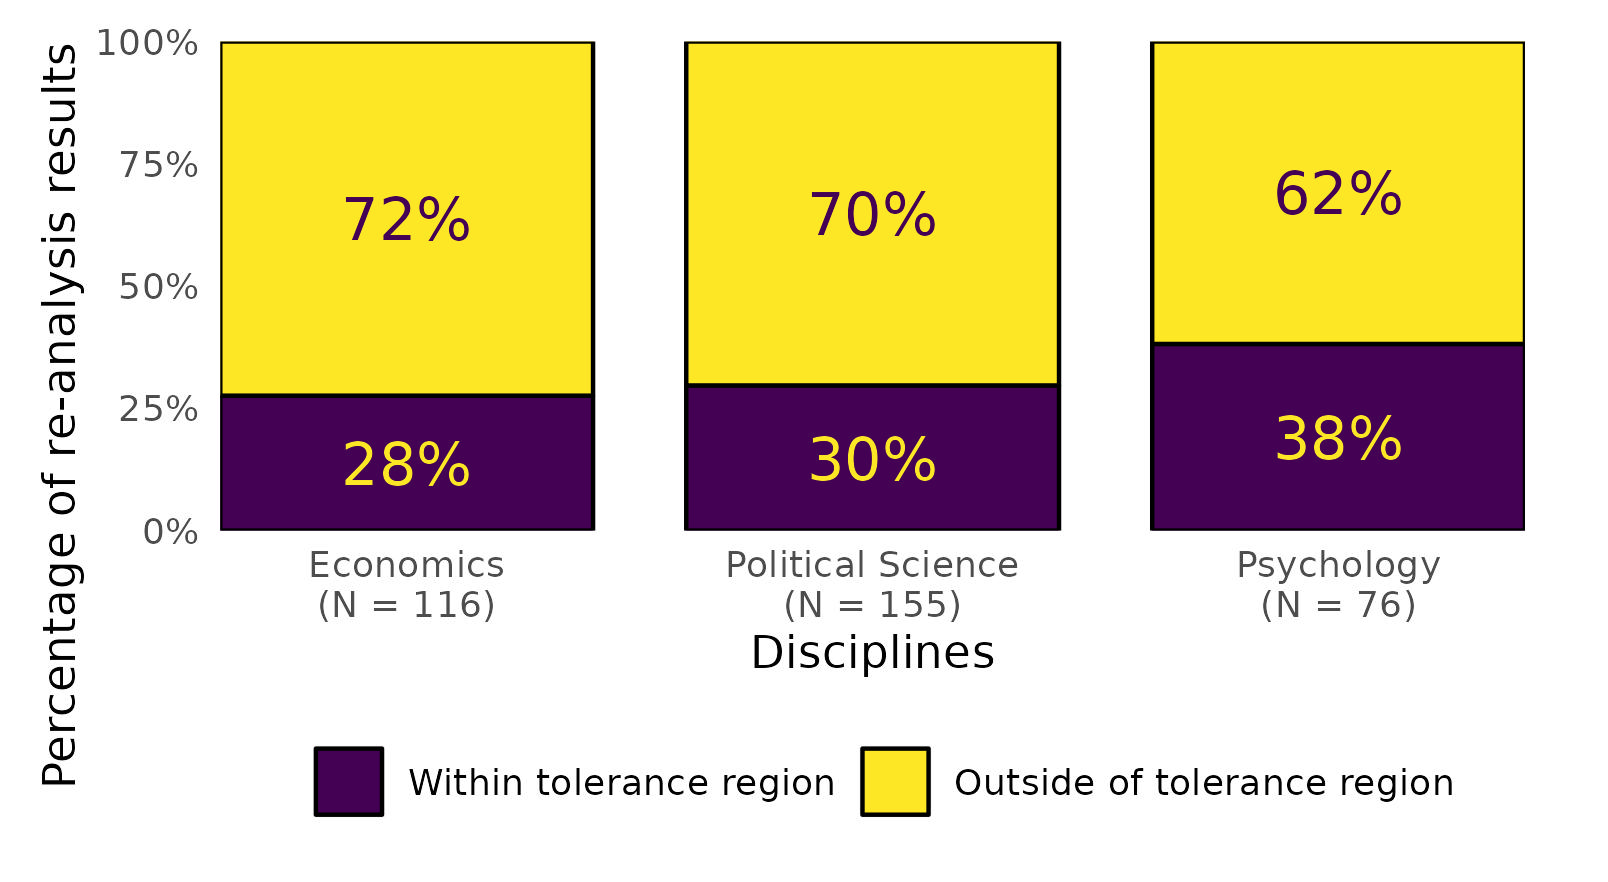 Percentage of re-analysis results
100%
75%
50%
25%
0%
72%
70%
62%
28%
30%
38%
Economics
(N = 116)
Political Science
(N = 155)
Psychology
(N = 76)
Disciplines
Within tolerance region
Outside of tolerance region